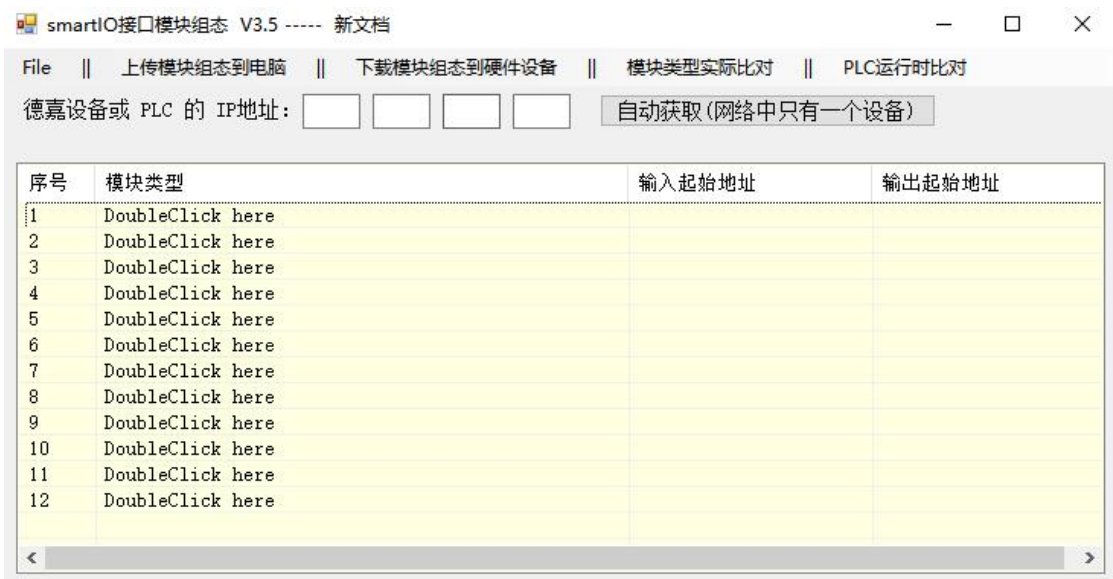 smartIO接口模块组态 V3.5 ----- 新文档
File || 上传模块组态到电脑 || 下载模块组态到硬件设备 || 模块类型实际比对 || PLC运行时比对
德嘉设备或 PLC 的 IP地址: 自动获取(网络中只有一个设备)
序号 模块类型 输入起始地址 输出起始地址
1 DoubleClick here
2 DoubleClick here
3 DoubleClick here
4 DoubleClick here
5 DoubleClick here
6 DoubleClick here
7 DoubleClick here
8 DoubleClick here
9 DoubleClick here
10 DoubleClick here
11 DoubleClick here
12 DoubleClick here